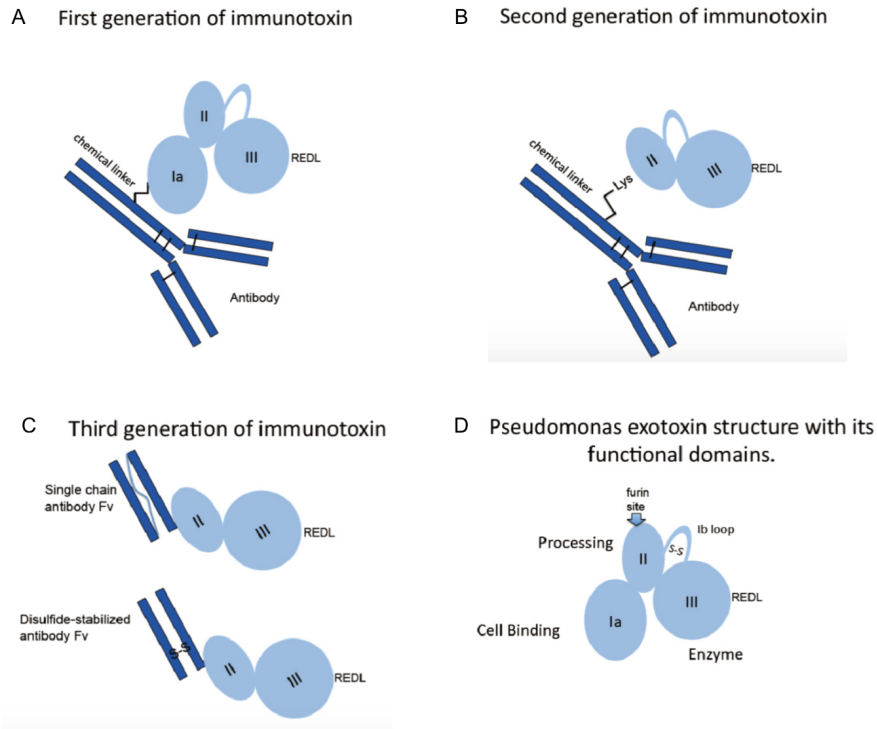 A
First generation of immunotoxin
chemical linker
II
Ia
III
REDL
Antibody
B
Second generation of immunotoxin
chemical linker
Lys
II
III
REDL
Antibody
C
Third generation of immunotoxin
Single chain
antibody Fv
II
III
REDL
Disulfide-stabilized
antibody Fv
S-S
II
III
REDL
D
Pseudomonas exotoxin structure with its
functional domains.
furin
site
Ib loop
Processing
II
S-S
III
REDL
Ia
Cell Binding
Enzyme